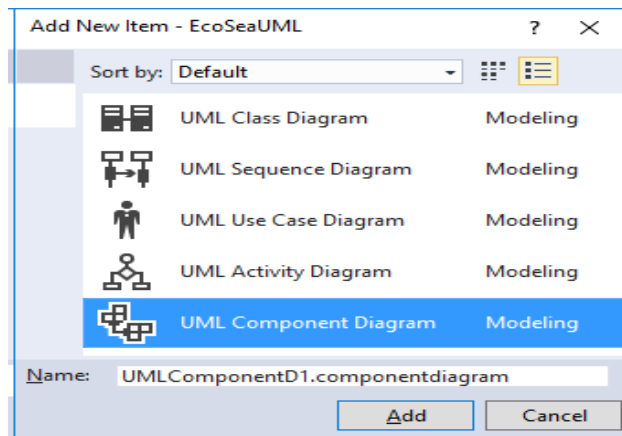 Add New Item - EcoSeaUML ?
Sort by: Default
UML Class Diagram Modeling
UML Sequence Diagram Modeling
UML Use Case Diagram Modeling
UML Activity Diagram Modeling
UML Component Diagram Modeling
Name: UMLComponentD1.componentdiagram
Add Cancel